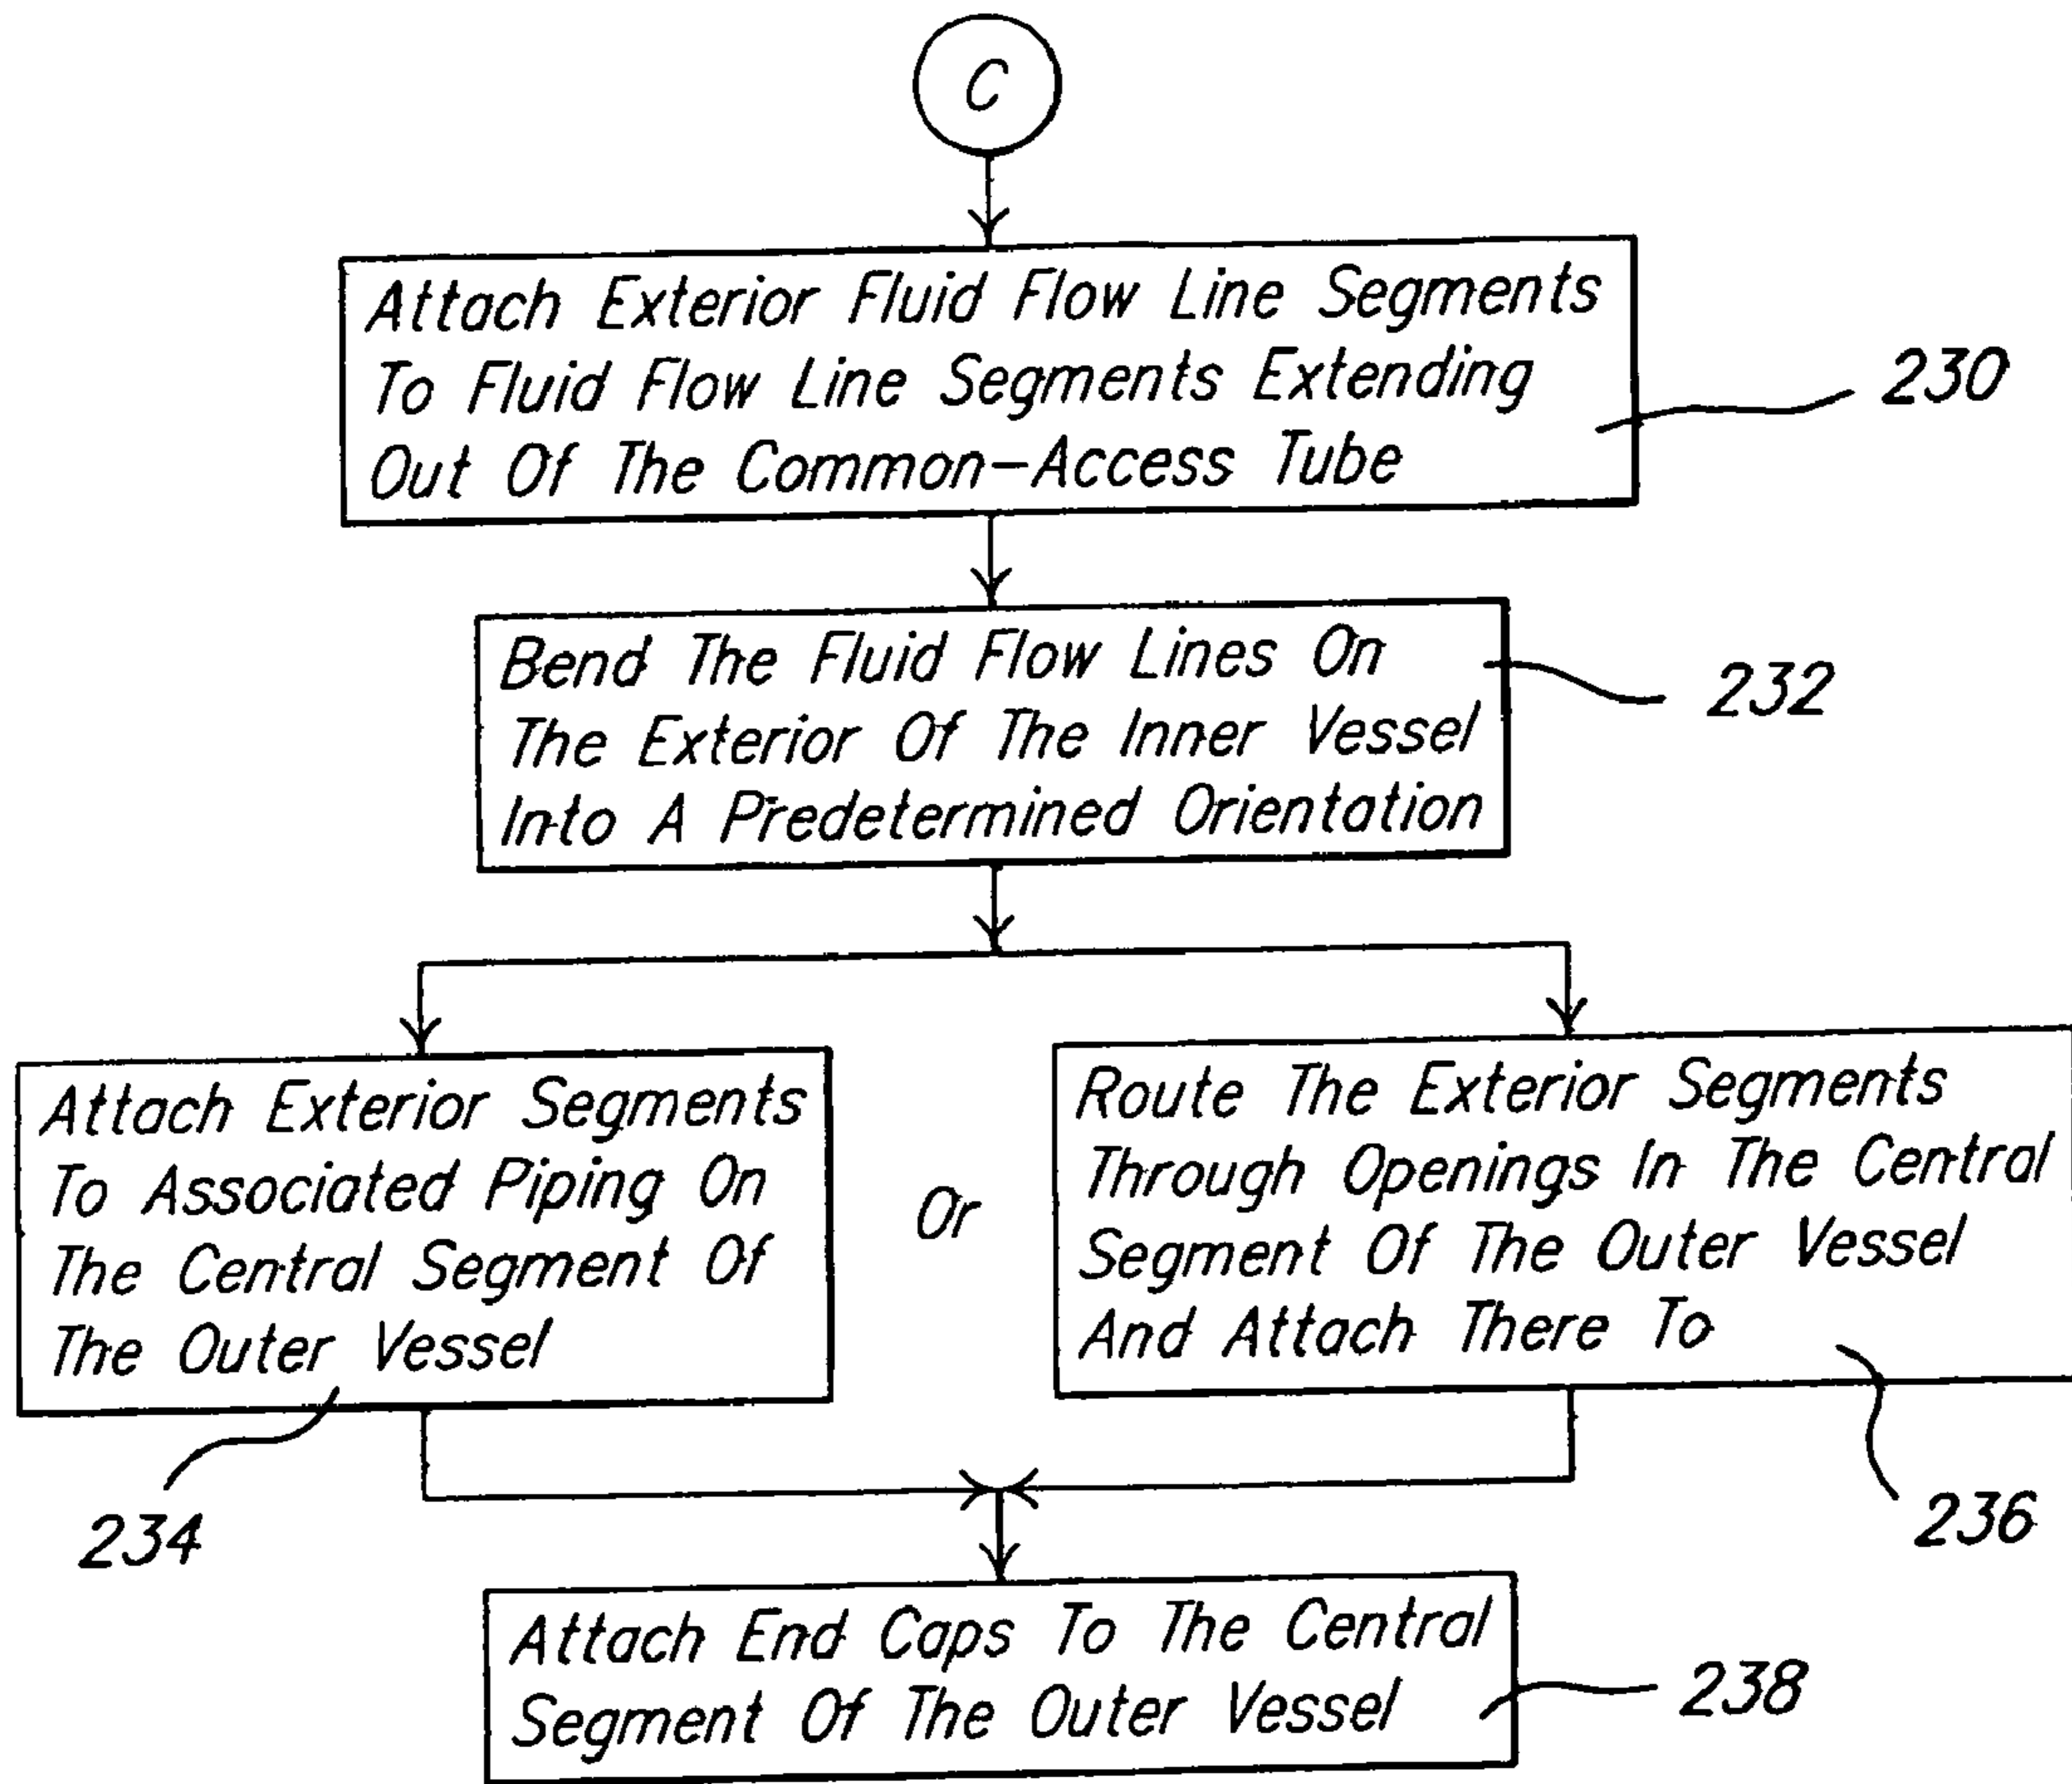 C
Attach Exterior Fluid Flow Line Segments
To Fluid Flow Line Segments Extending
Out Of The Common-Access Tube
230
Bend The Fluid Flow Lines On
The Exterior Of The Inner Vessel
Into A Predetermined Orientation
232
Attach Exterior Segments
To Associated Piping On
The Central Segment Of
The Outer Vessel
234
Or
Route The Exterior Segments
Through Openings In The Central
Segment Of The Outer Vessel
And Attach There To
236
Attach End Caps To The Central
Segment Of The Outer Vessel
238